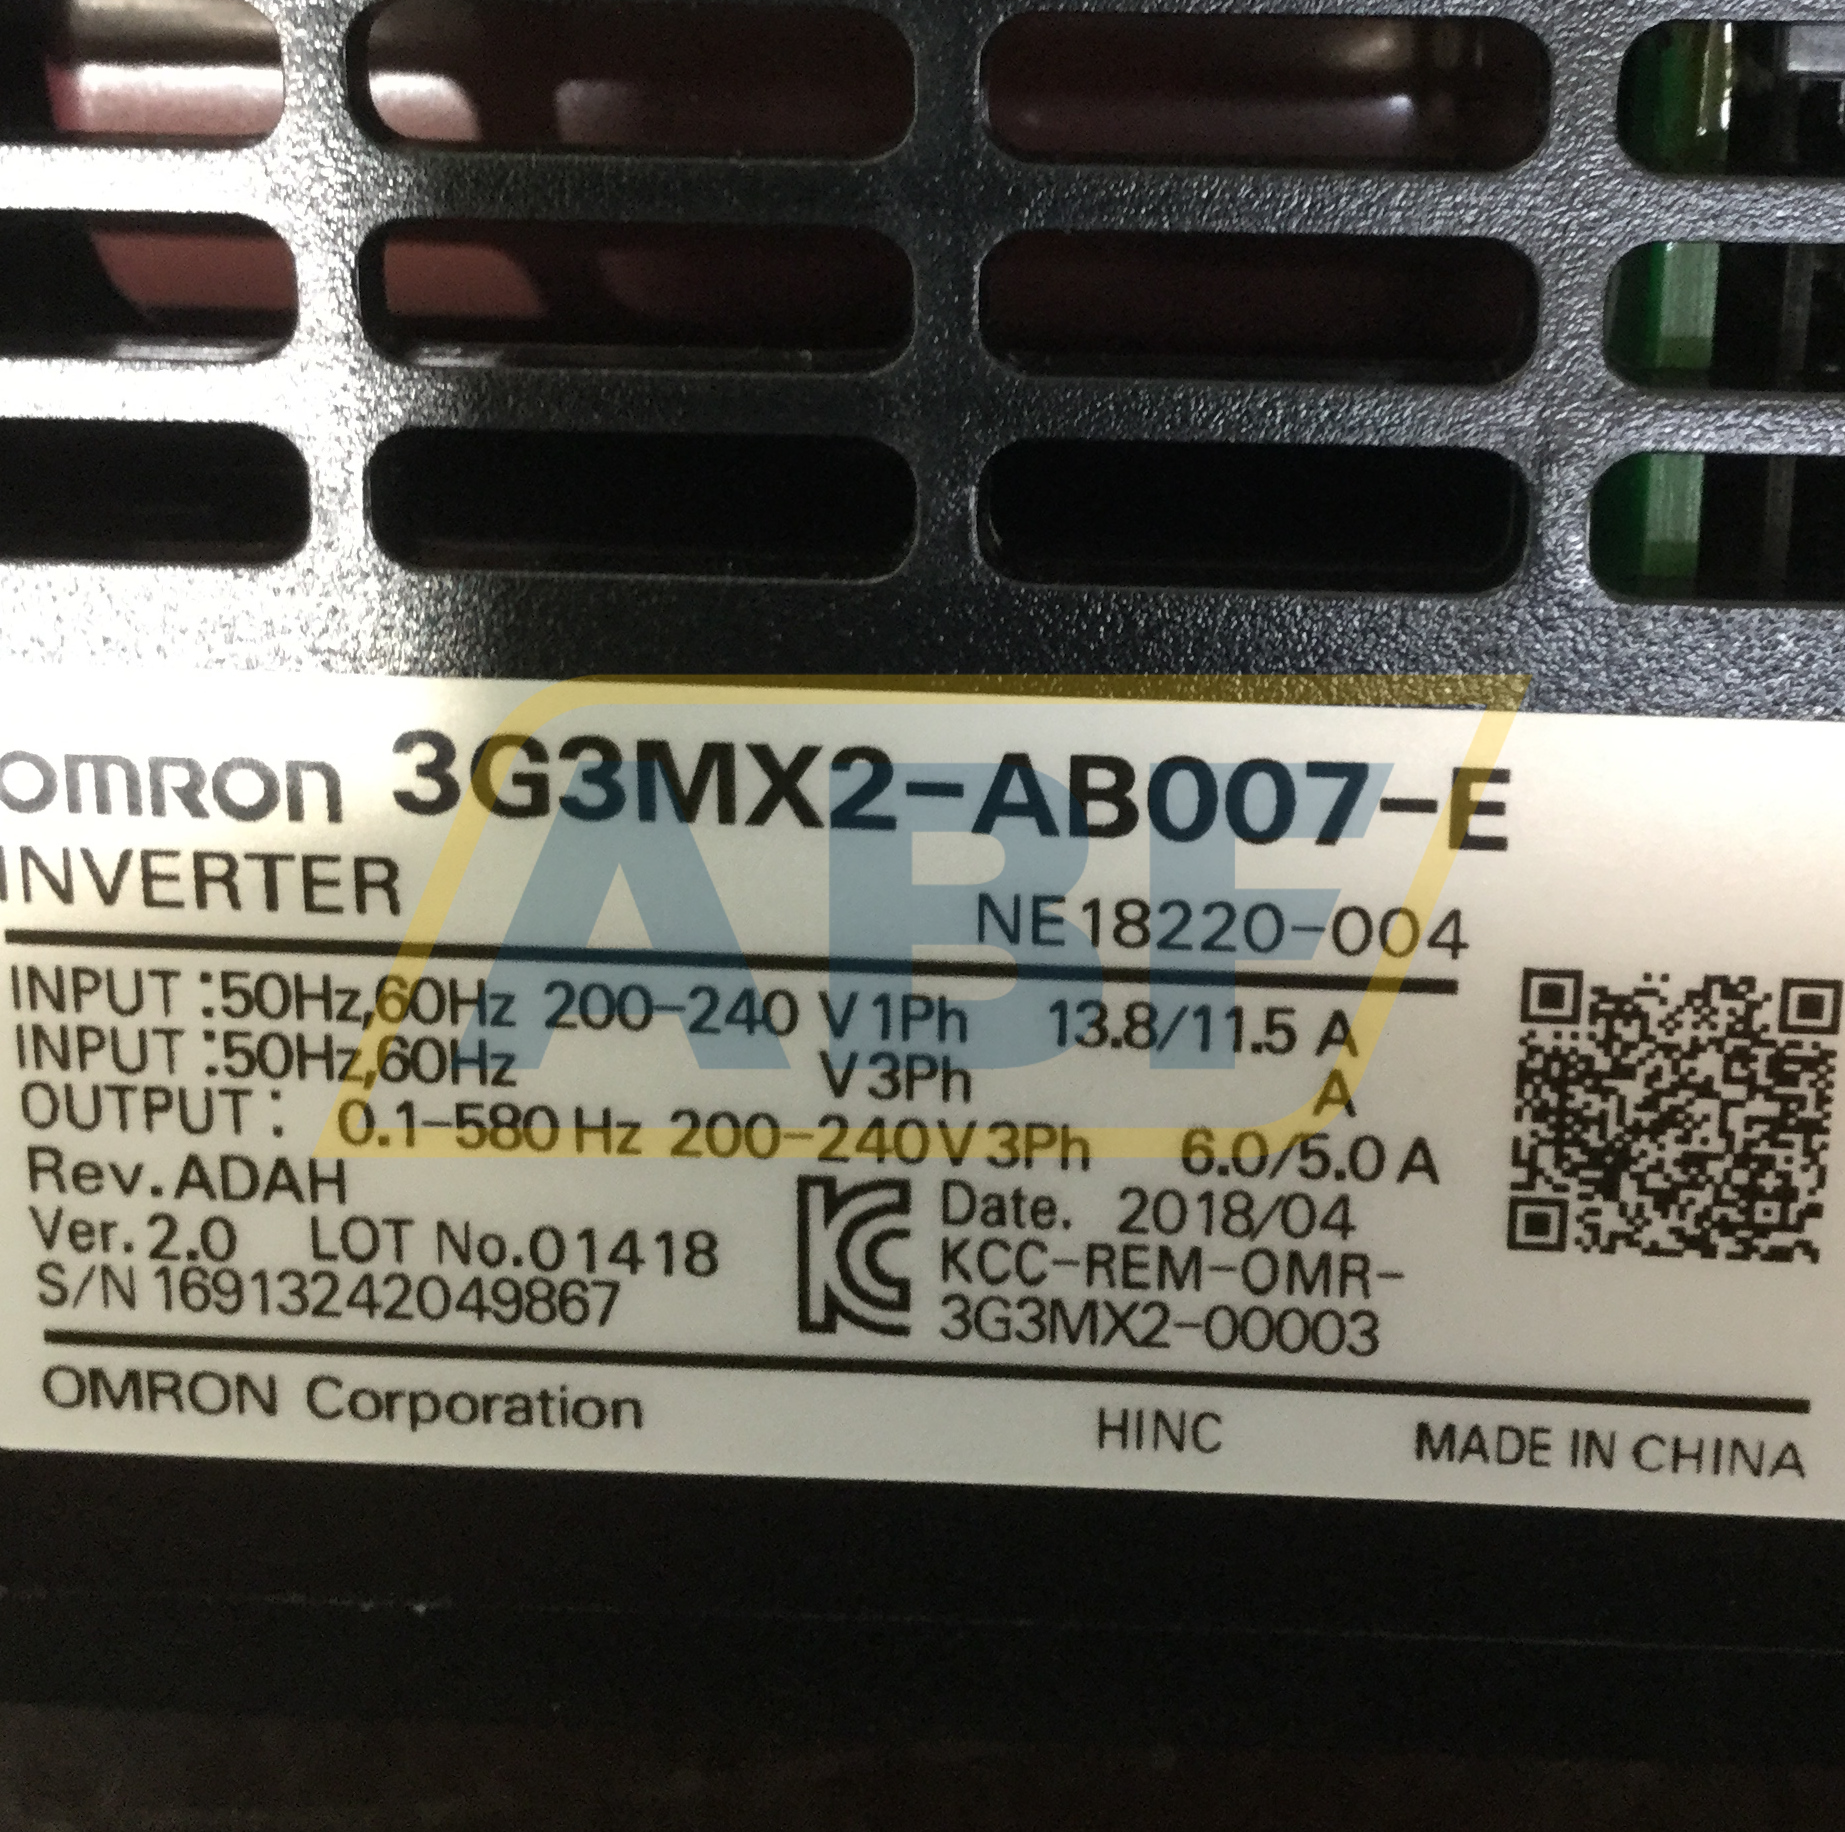 OMRON 3G3MX2-AB007-E
INVERTER
NE18220-004
INPUT :50Hz,60Hz 200-240 V 1Ph 13.8/11.5 A
INPUT :50Hz,60Hz V 3Ph A
OUTPUT : 0.1-580 Hz 200-240 V 3Ph 6.0/5.0 A
Rev.ADAH
Ver.2.0 LOT No.01418
S/N 16913242049867
KC
Date. 2018/04
KCC-REM-OMR-
3G3MX2-00003
OMRON Corporation HINC MADE IN CHINA
ABF